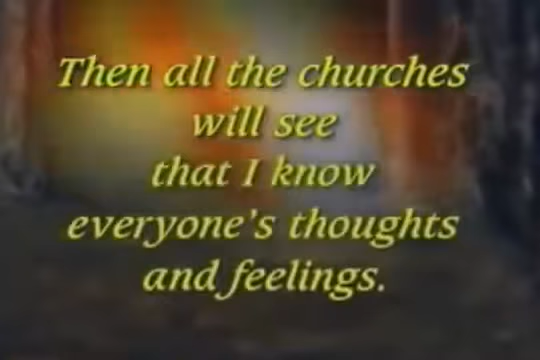 Then all the churches
will see
that I know
everyone's thoughts
and feelings.